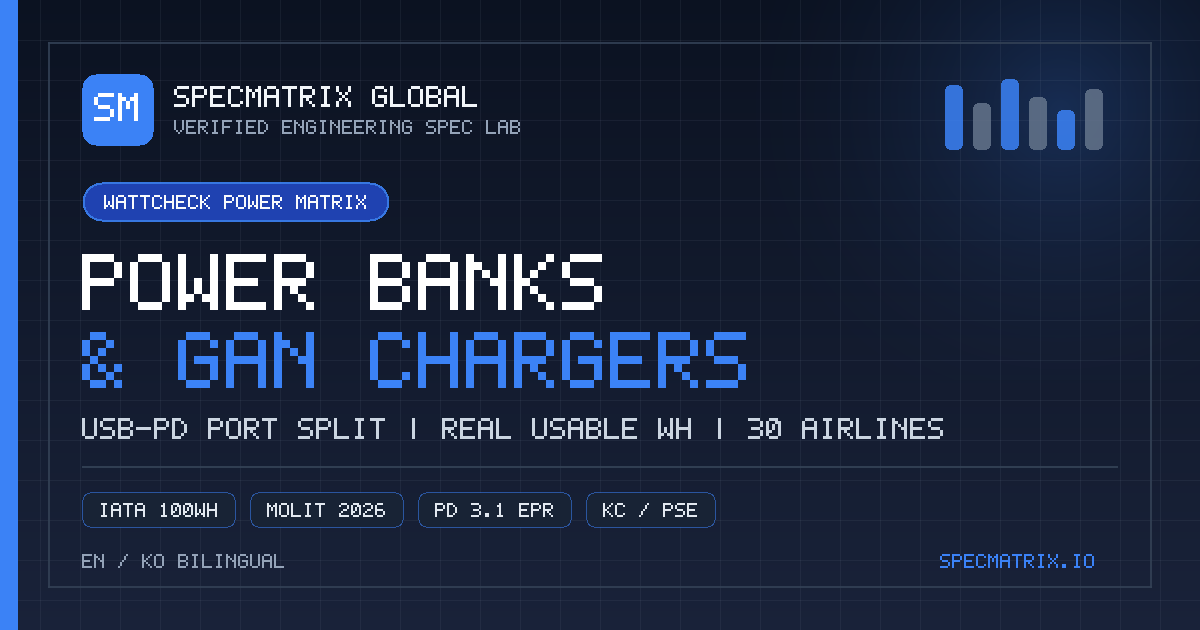 SM
SPECMATRIX GLOBAL
VERIFIED ENGINEERING SPEC LAB
WATTCHECK POWER MATRIX
POWER BANKS
& GAN CHARGERS
USB-PD PORT SPLIT | REAL USABLE WH | 30 AIRLINES
IATA 100WH
MOLIT 2026
PD 3.1 EPR
KC / PSE
EN / KO BILINGUAL
SPECMATRIX.IO